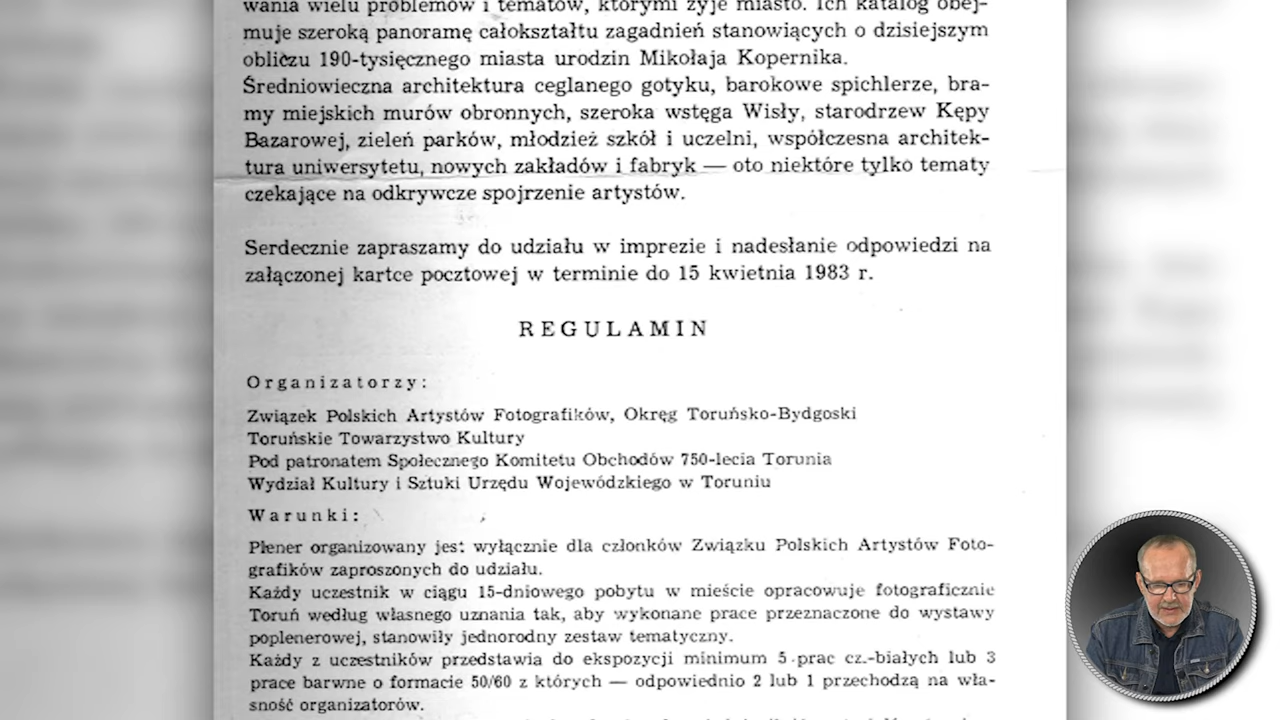 wania wielu problemów i tematów, którymi żyje miasto. Ich katalog obej-
muje szeroką panoramę całokształtu zagadnień stanowiących o dzisiejszym
obliczu 190-tysięcznego miasta urodzin Mikołaja Kopernika.
Średniowieczna architektura ceglanego gotyku, barokowe spichlerze, bra-
my miejskich murów obronnych, szeroka wstęga Wisły, starodrzew Kępy
Bazarowej, zieleń parków, młodzież szkół i uczelni, współczesna architek-
tura uniwersytetu, nowych zakładów i fabryk — oto niektóre tylko tematy
czekające na odkrywcze spojrzenie artystów.
Serdecznie zapraszamy do udziału w imprezie i nadesłanie odpowiedzi na
załączonej kartce pocztowej w terminie do 15 kwietnia 1983 r.
REGULAMIN
Organizatorzy:
Związek Polskich Artystów Fotografików, Okręg Toruńsko-Bydgoski
Toruńskie Towarzystwo Kultury
Pod patronatem Społecznego Komitetu Obchodów 750-lecia Torunia
Wydział Kultury i Sztuki Urzędu Wojewódzkiego w Toruniu
Warunki:
Plener organizowany jest wyłącznie dla członków Związku Polskich Artystów Foto-
grafików zaproszonych do udziału.
Każdy uczestnik w ciągu 15-dniowego pobytu w mieście opracowuje fotograficznie
Toruń według własnego uznania tak, aby wykonane prace przeznaczone do wystawy
poplenerowej, stanowiły jednorodny zestaw tematyczny.
Każdy z uczestników przedstawia do ekspozycji minimum 5 prac cz.-białych lub 3
prace barwne o formacie 50/60 z których — odpowiednio 2 lub 1 przechodzą na wła-
sność organizatorów.